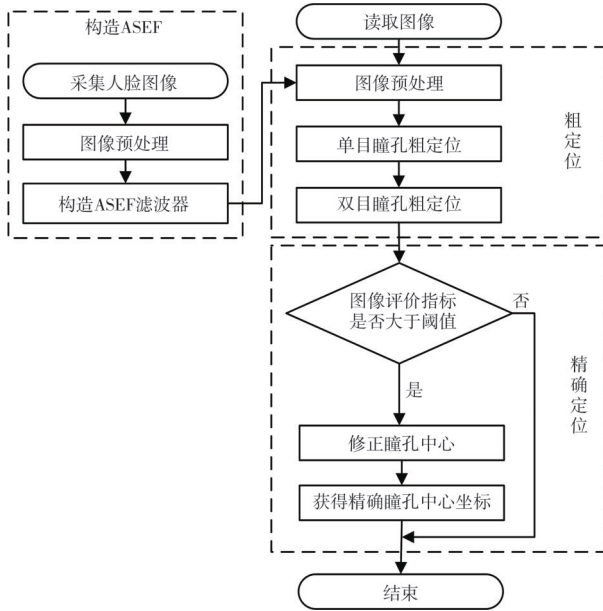 构造ASEF
采集人脸图像
图像预处理
构造ASEF滤波器
读取图像
图像预处理
单目瞳孔粗定位
双目瞳孔粗定位
粗定位
图像评价指标
是否大于阈值
否
是
修正瞳孔中心
获得精确瞳孔中心坐标
精确定位
结束